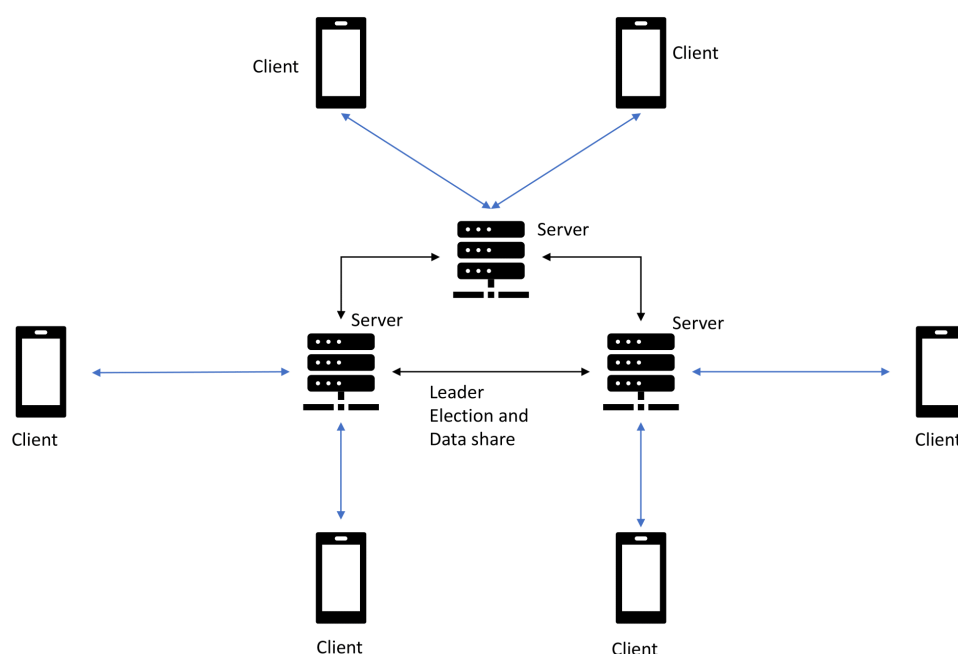 Client
Client
Server
Server
Server
Leader
Election and
Data share
Client
Client
Client
Client